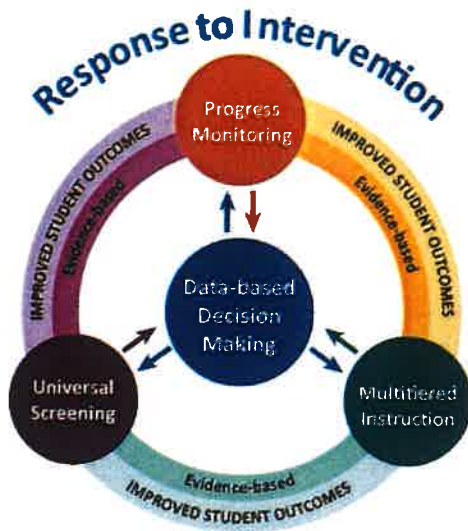 Response to Intervention
Progress
Monitoring
IMPROVED STUDENT OUTCOMES
Evidence-based
IMPROVED STUDENT OUTCOMES
Evidence-based
Data-based
Decision
Making
Universal
Screening
Multitiered
Instruction
Evidence-based
IMPROVED STUDENT OUTCOMES